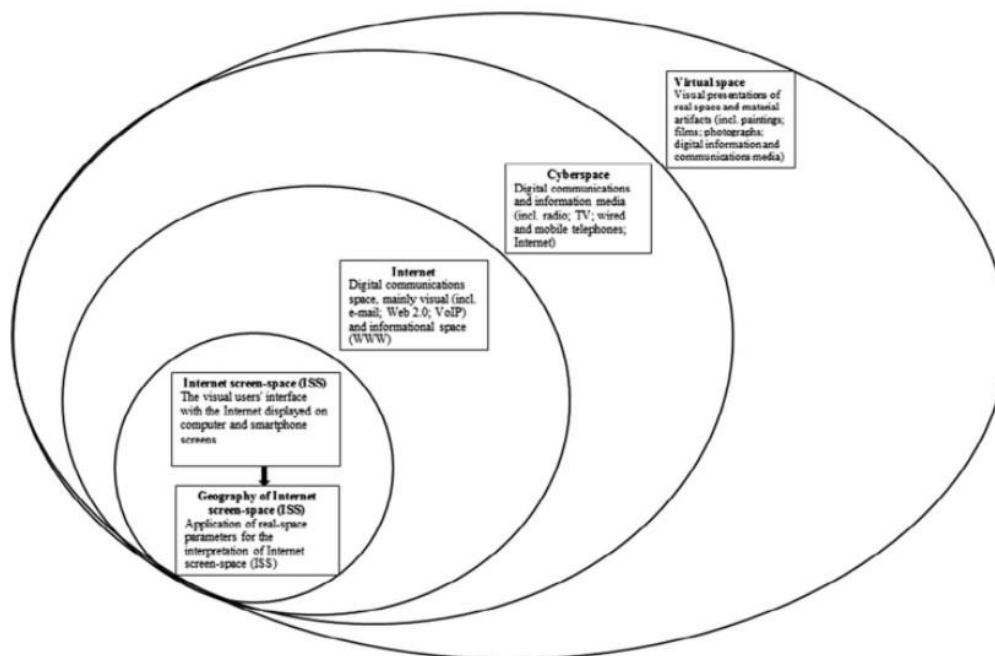 Virtual space
Visual presentations of
real space and material
artifacts (incl. paintings;
films; photographs;
digital information and
communications media)
Cyberspace
Digital communications
and information media
(incl. radio; TV; wired
and mobile telephones;
Internet)
Internet
Digital communications
space, mainly visual (incl.
e-mail; Web 2.0; VoIP)
and informational space
(WWW)
Internet screen-space (ISS)
The visual users' interface
with the Internet displayed on
computer and smartphone
screens
Geography of Internet
screen-space (ISS)
Application of real-space
parameters for the
interpretation of Internet
screen-space (ISS)